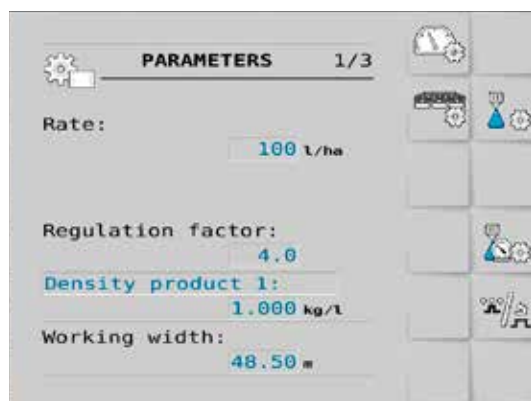 PARAMETERS 1/3
Rate:
100 l/ha
Regulation factor:
4.0
Density product 1:
1.000 kg/l
Working width:
48.50 m